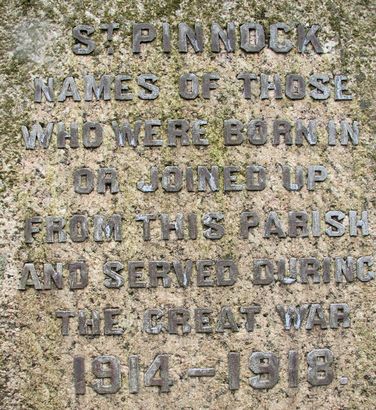 ST PINNOCK
NAMES OF THOSE
WHO WERE BORN IN
OR JOINED UP
FROM THIS PARISH
AND SERVED DURING
THE GREAT WAR
1914-1918.